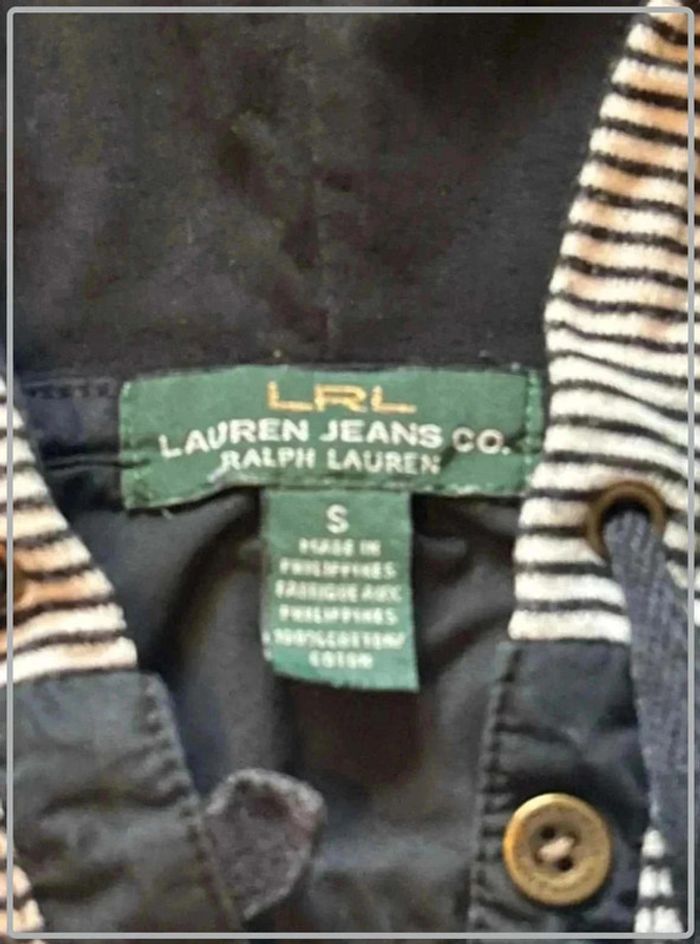 LRL
LAUREN JEANS CO.
RALPH LAUREN
S
MADE IN
PHILIPPINES
FABRIQUE AUX
PHILIPPINES
100% COTTON/
COTON